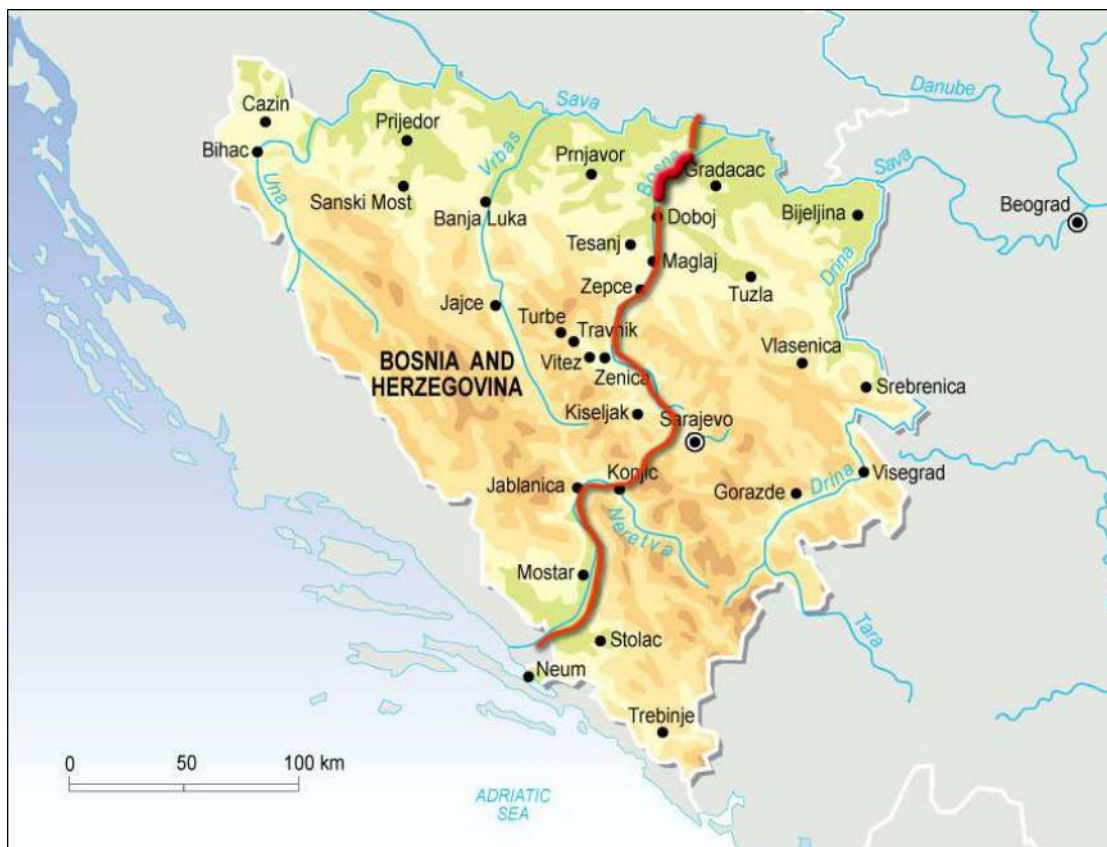 Danube
Sava
Cazin
Prijedor
Vrbas
Bihac
Prnjavor
Bosna
Gradacac
Sava
Una
Sanski Most
Banja Luka
Doboj
Bijeljina
Beograd
Tesanj
Maglaj
Drina
Zepce
Tuzla
Jajce
Turbe
Travnik
BOSNIA AND
HERZEGOVINA
Vitez
Zenica
Vlasenica
Srebrenica
Kiseljak
Sarajevo
Jablanica
Konjic
Gorazde
Drina
Visegrad
Neretva
Mostar
Stolac
Tara
Neum
Trebinje
0 50 100 km
ADRIATIC
SEA